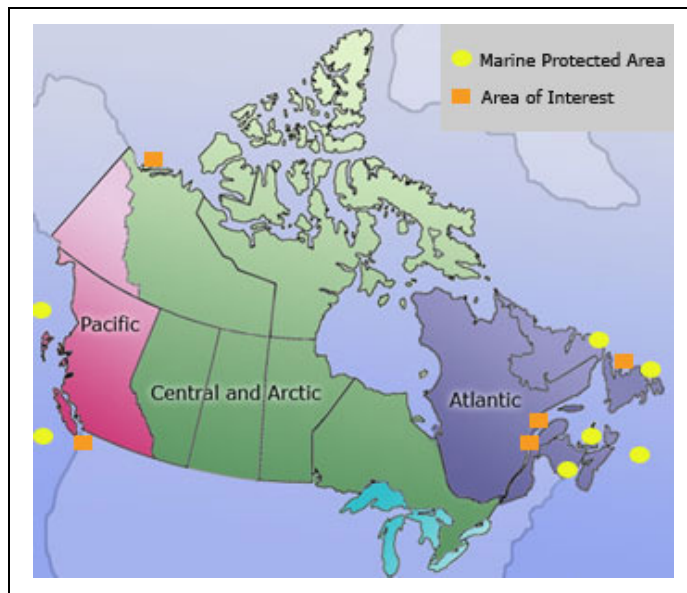 Marine Protected Area
Area of Interest
Pacific
Central and Arctic
Atlantic